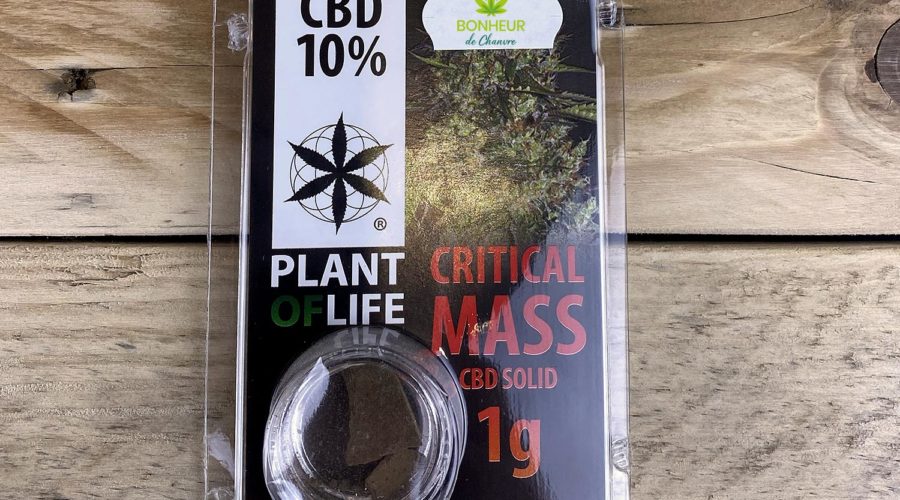 CBD
10%
BONHEUR
de Chanvre
®
PLANT
OF LIFE
CRITICAL
MASS
CBD SOLID
1g